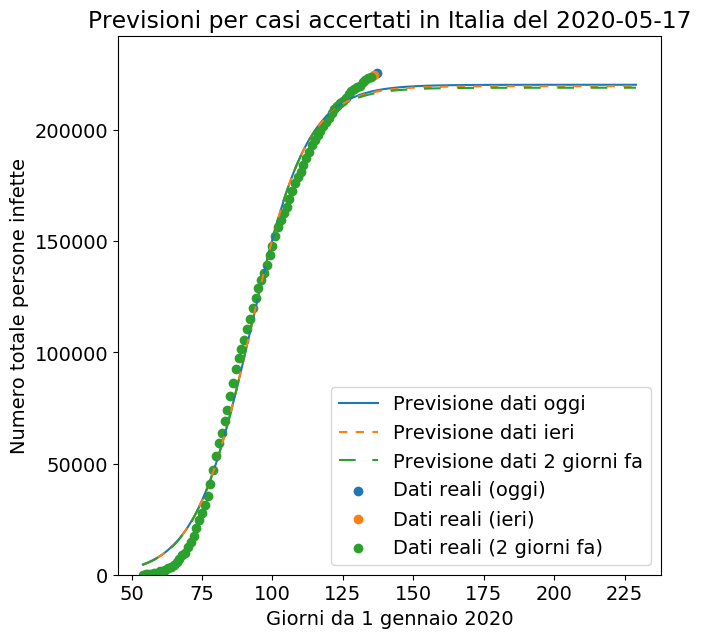 Previsioni per casi accertati in Italia del 2020-05-17
Numero totale persone infette
200000
150000
100000
50000
0
50
75
100
125
150
175
200
225
Giorni da 1 gennaio 2020
Previsione dati oggi
Previsione dati ieri
Previsione dati 2 giorni fa
Dati reali (oggi)
Dati reali (ieri)
Dati reali (2 giorni fa)